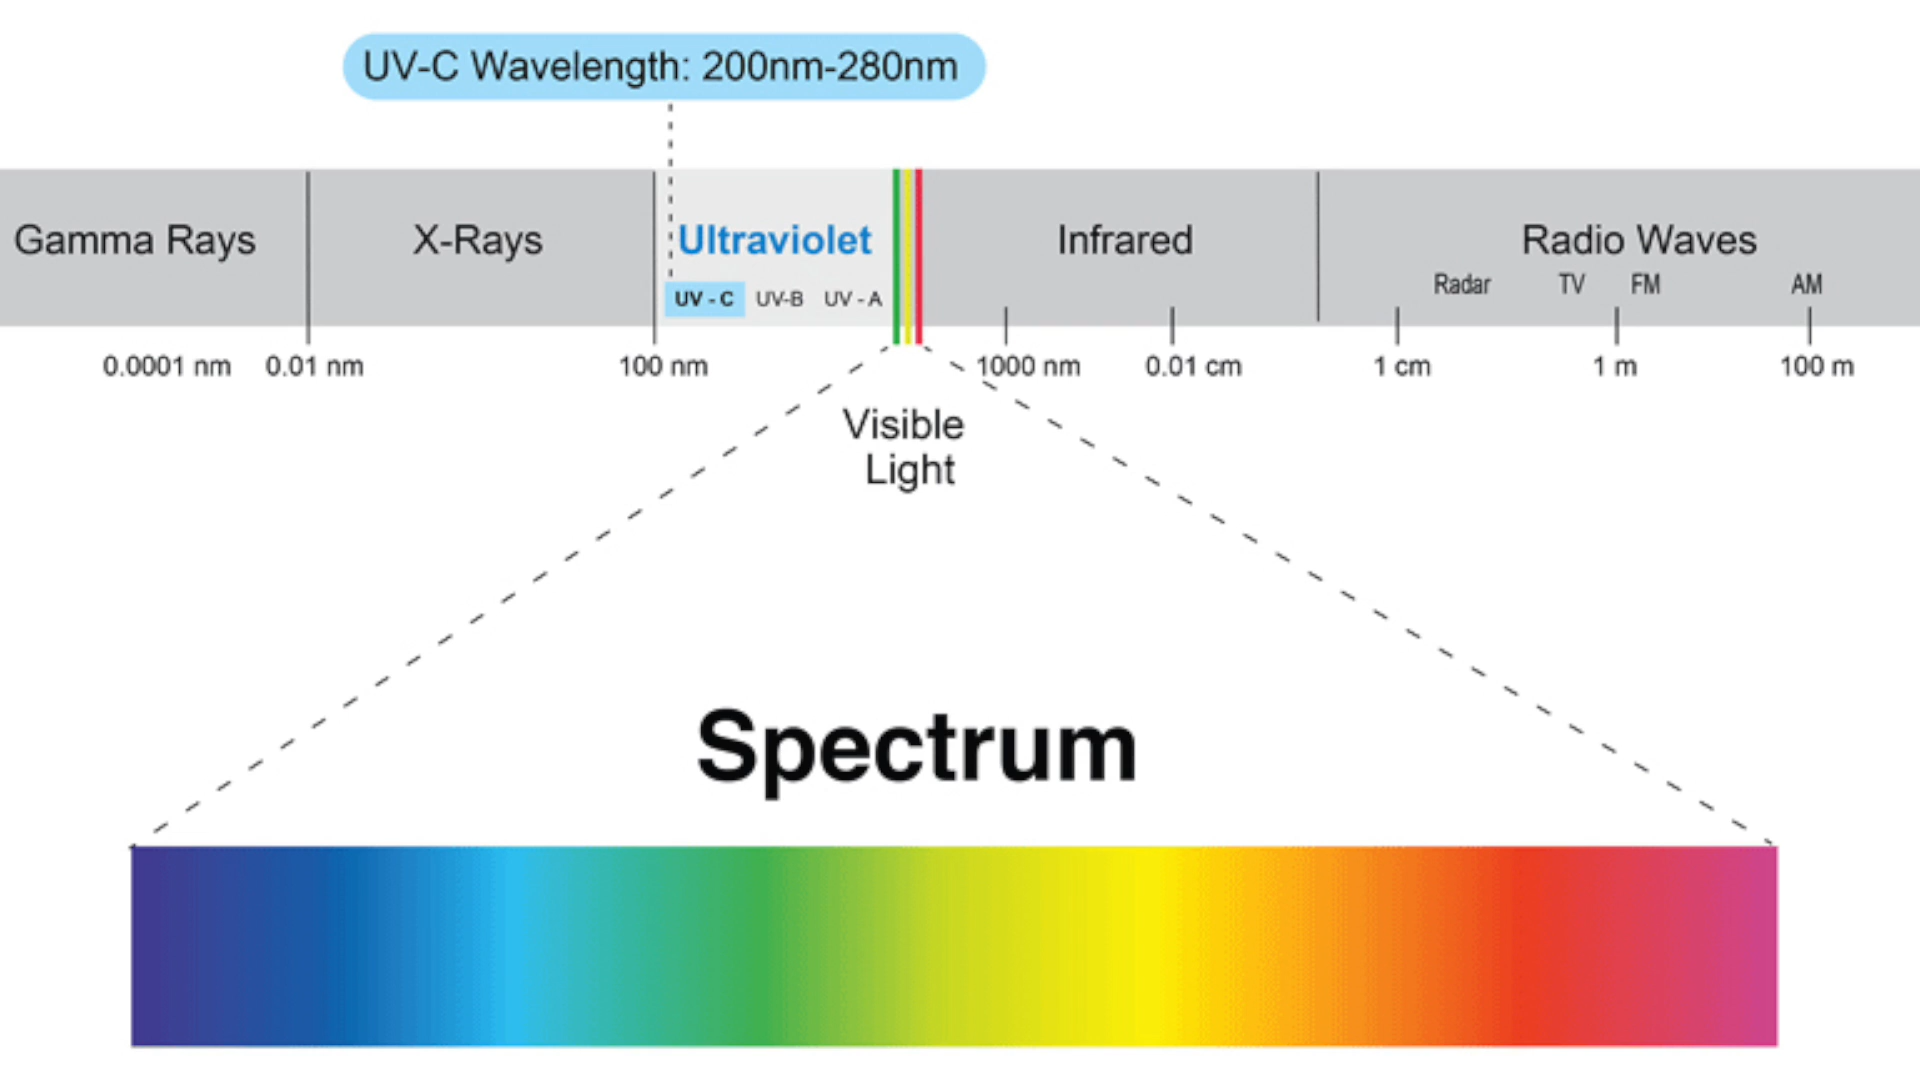 UV-C Wavelength: 200nm-280nm
Gamma Rays
X-Rays
Ultraviolet
Infrared
Radio Waves
Radar TV FM AM
UV - C UV-B UV - A
0.0001 nm 0.01 nm 100 nm 1000 nm 0.01 cm 1 cm 1 m 100 m
Visible
Light
Spectrum